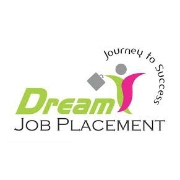 Journey to Success
Dream
JOB PLACEMENT